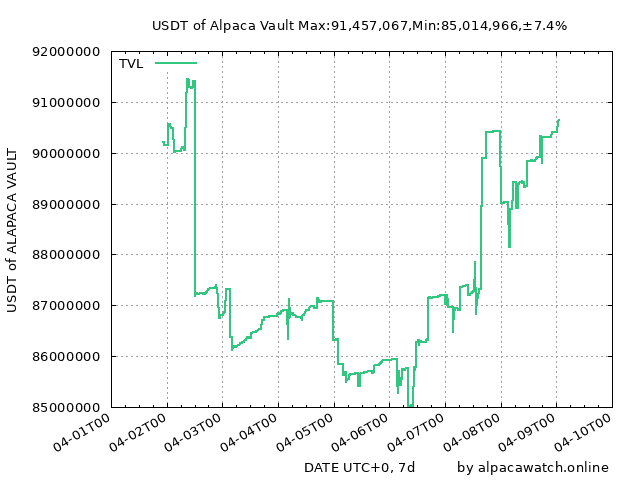 USDT of Alpaca Vault Max:91,457,067,Min:85,014,966,±7.4%
92000000
TVL
91000000
90000000
89000000
88000000
87000000
86000000
85000000
USDT of ALAPACA VAULT
04-01T00
04-02T00
04-03T00
04-04T00
04-05T00
04-06T00
04-07T00
04-08T00
04-09T00
04-10T00
DATE UTC+0, 7d
by alpacawatch.online